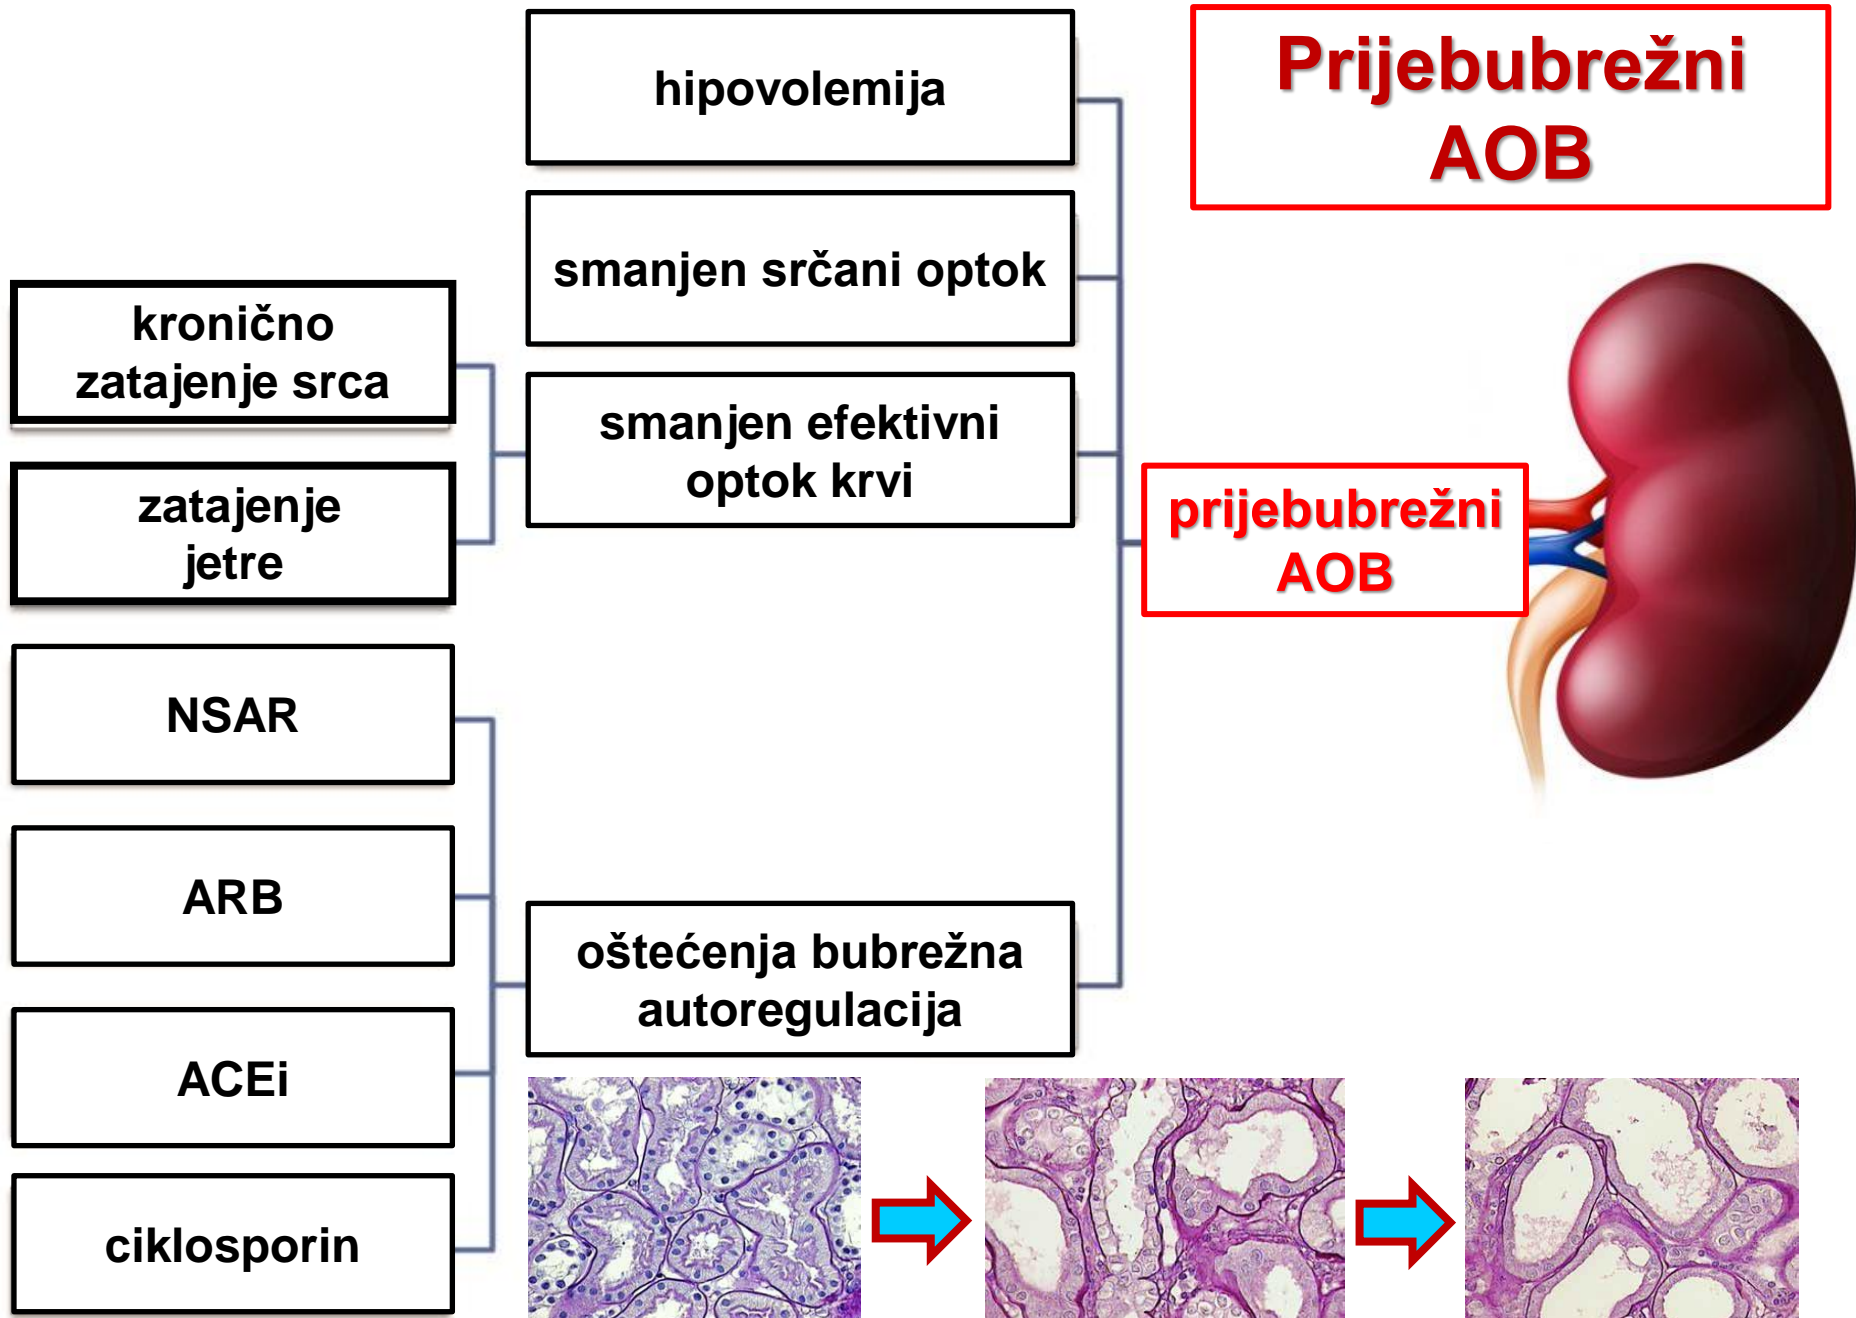 Prijebubrežni
AOB
hipovolemija
smanjen srčani optok
kronično
zatajenje srca
smanjen efektivni
optok krvi
zatajenje
jetre
prijebubrežni
AOB
NSAR
ARB
oštećenja bubrežna
autoregulacija
ACEi
ciklosporin